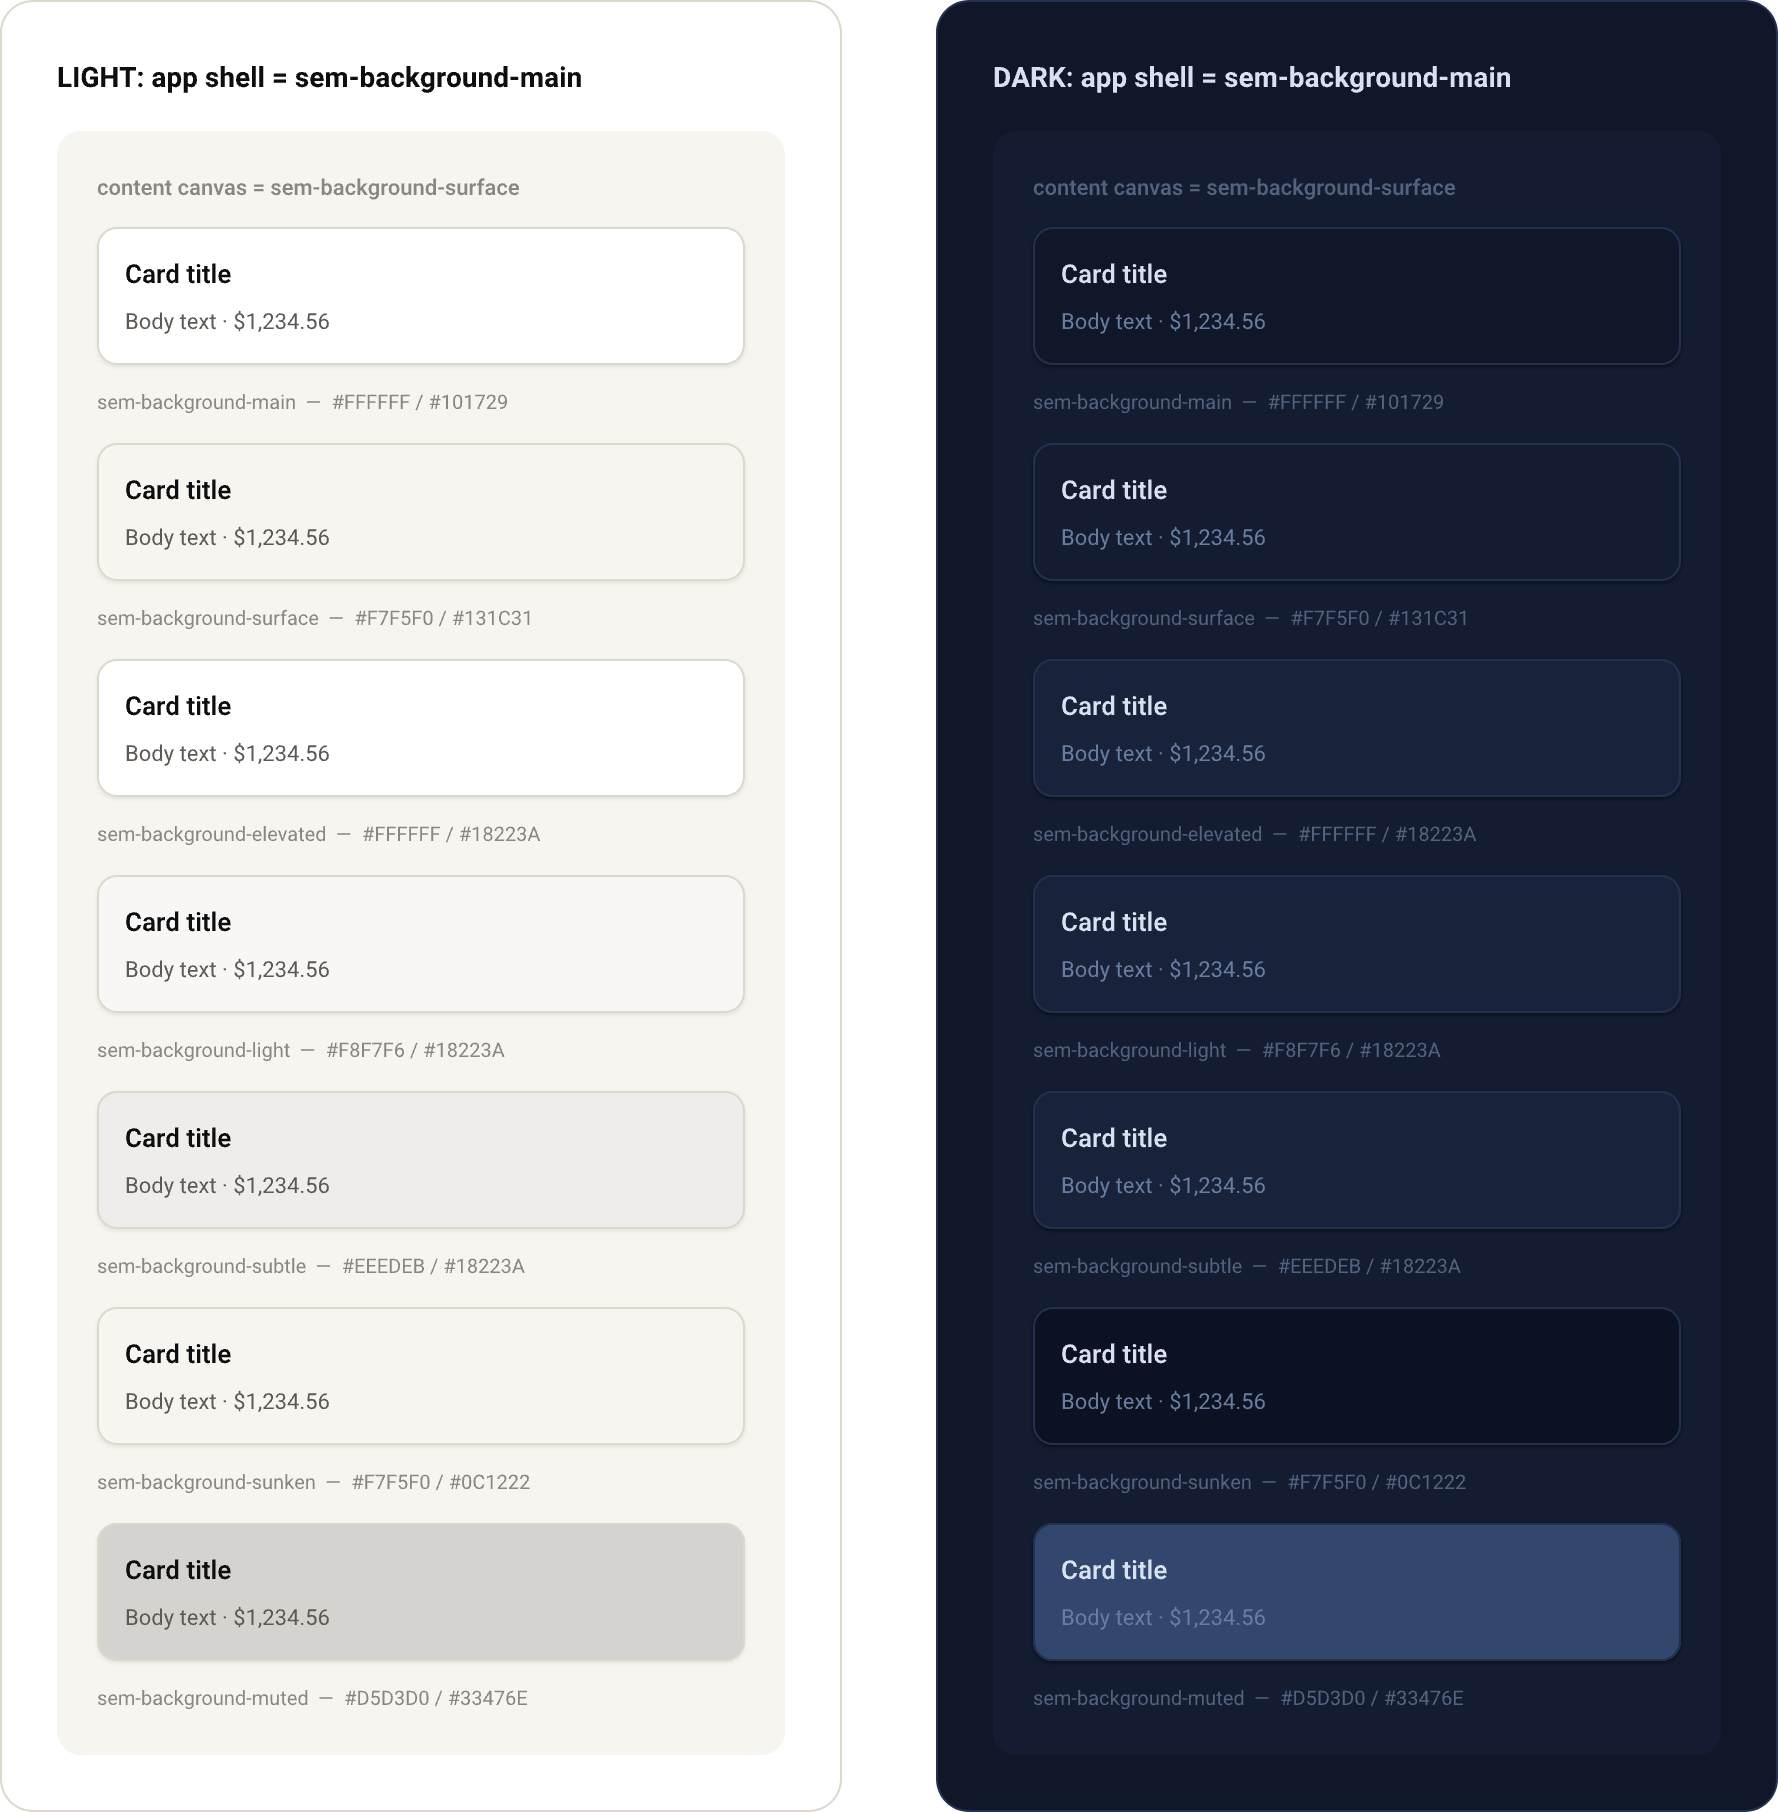 LIGHT: app shell = sem-background-main
content canvas = sem-background-surface
Card title
Body text · $1,234.56
sem-background-main — #FFFFFF / #101729
Card title
Body text · $1,234.56
sem-background-surface — #F7F5F0 / #131C31
Card title
Body text · $1,234.56
sem-background-elevated — #FFFFFF / #18223A
Card title
Body text · $1,234.56
sem-background-light — #F8F7F6 / #18223A
Card title
Body text · $1,234.56
sem-background-subtle — #EEEDEB / #18223A
Card title
Body text · $1,234.56
sem-background-sunken — #F7F5F0 / #0C1222
Card title
Body text · $1,234.56
sem-background-muted — #D5D3D0 / #33476E
DARK: app shell = sem-background-main
content canvas = sem-background-surface
Card title
Body text · $1,234.56
sem-background-main — #FFFFFF / #101729
Card title
Body text · $1,234.56
sem-background-surface — #F7F5F0 / #131C31
Card title
Body text · $1,234.56
sem-background-elevated — #FFFFFF / #18223A
Card title
Body text · $1,234.56
sem-background-light — #F8F7F6 / #18223A
Card title
Body text · $1,234.56
sem-background-subtle — #EEEDEB / #18223A
Card title
Body text · $1,234.56
sem-background-sunken — #F7F5F0 / #0C1222
Card title
Body text · $1,234.56
sem-background-muted — #D5D3D0 / #33476E